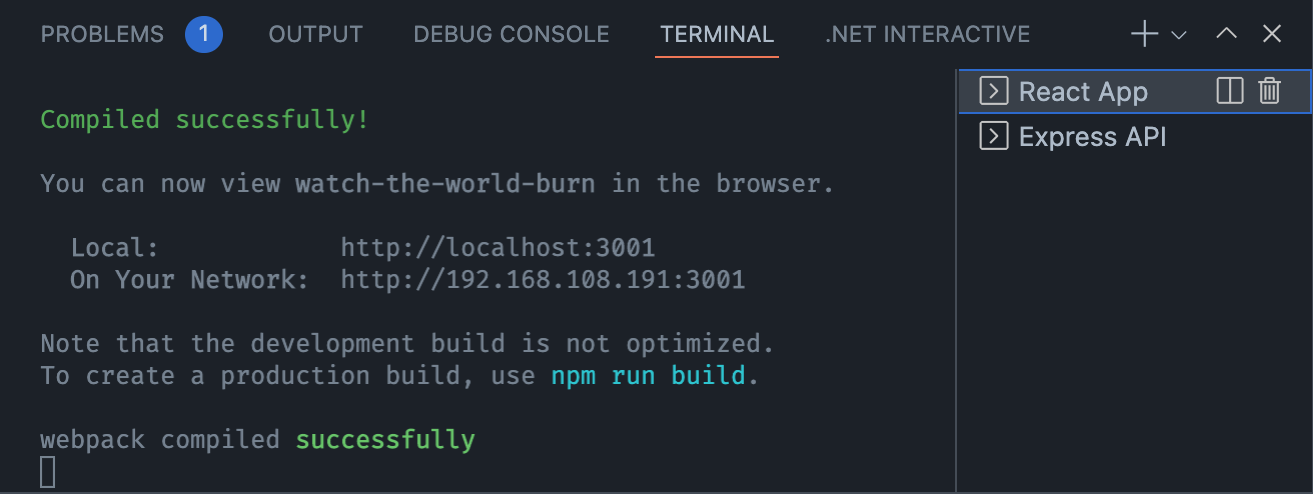 PROBLEMS 1 OUTPUT DEBUG CONSOLE TERMINAL .NET INTERACTIVE
Compiled successfully!
You can now view watch-the-world-burn in the browser.
Local: http://localhost:3001
On Your Network: http://192.168.108.191:3001
Note that the development build is not optimized.
To create a production build, use npm run build.
webpack compiled successfully
React App
Express API